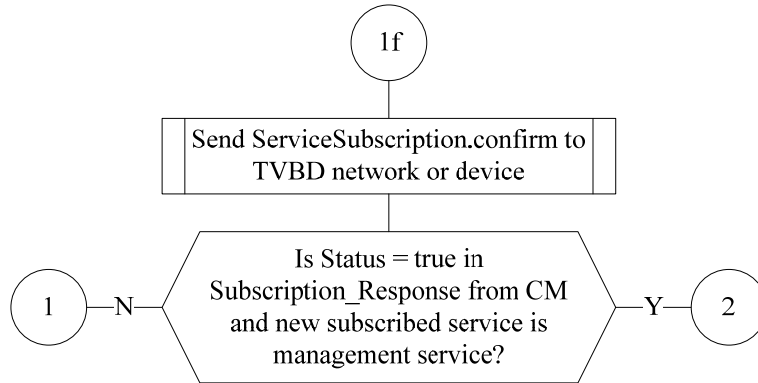 1f
Send ServiceSubscription.confirm to
TVBD network or device
Is Status = true in
Subscription_Response from CM
and new subscribed service is
management service?
1
N
Y
2